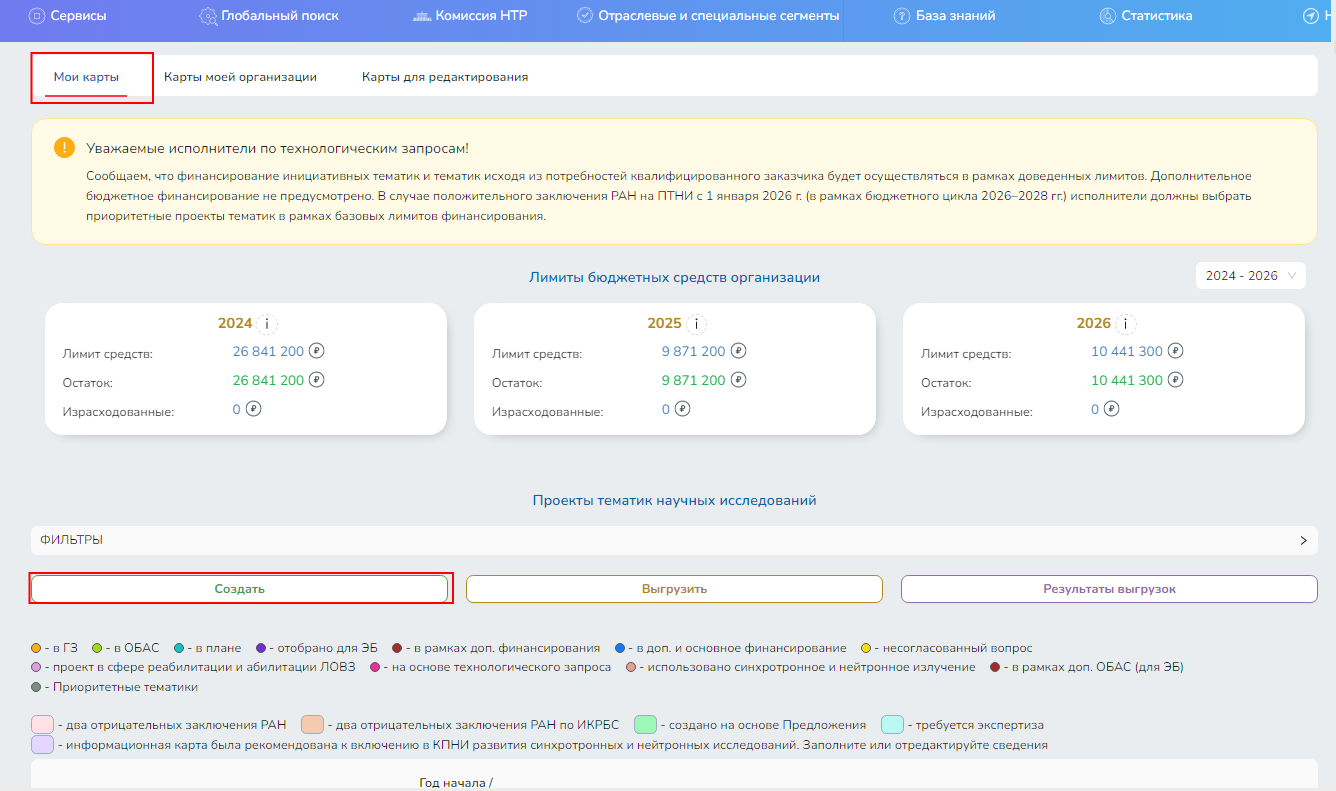 Сервисы Глобальный поиск Комиссия НТР Отраслевые и специальные сегменты База знаний Статистика
Мои карты Карты моей организации Карты для редактирования
Уважаемые исполнители по технологическим запросам!
Сообщаем, что финансирование инициативных тематик и тематик исходя из потребностей квалифицированного заказчика будет осуществляться в рамках доведенных лимитов. Дополнительное
бюджетное финансирование не предусмотрено. В случае положительного заключения РАН на ПТНИ с 1 января 2026 г. (в рамках бюджетного цикла 2026–2028 гг.) исполнители должны выбрать
приоритетные проекты тематик в рамках базовых лимитов финансирования.
Лимиты бюджетных средств организации 2024 - 2026
2024 i 2025 i 2026 i
Лимит средств: 26 841 200 ₽ Лимит средств: 9 871 200 ₽ Лимит средств: 10 441 300 ₽
Остаток: 26 841 200 ₽ Остаток: 9 871 200 ₽ Остаток: 10 441 300 ₽
Израсходованные: 0 ₽ Израсходованные: 0 ₽ Израсходованные: 0 ₽
Проекты тематик научных исследований
ФИЛЬТРЫ
Создать Выгрузить Результаты выгрузок
- в ГЗ - в ОБАС - в плане - отобрано для ЭБ - в рамках доп. финансирования - в доп. и основное финансирование - несогласованный вопрос
- проект в сфере реабилитации и абилитации ЛОВЗ - на основе технологического запроса - использовано синхротронное и нейтронное излучение - в рамках доп. ОБАС (для ЭБ)
- Приоритетные тематики
- два отрицательных заключения РАН - два отрицательных заключения РАН по ИКРБС - создано на основе Предложения - требуется экспертиза
- информационная карта была рекомендована к включению в КПНИ развития синхротронных и нейтронных исследований. Заполните или отредактируйте сведения
Год начала /